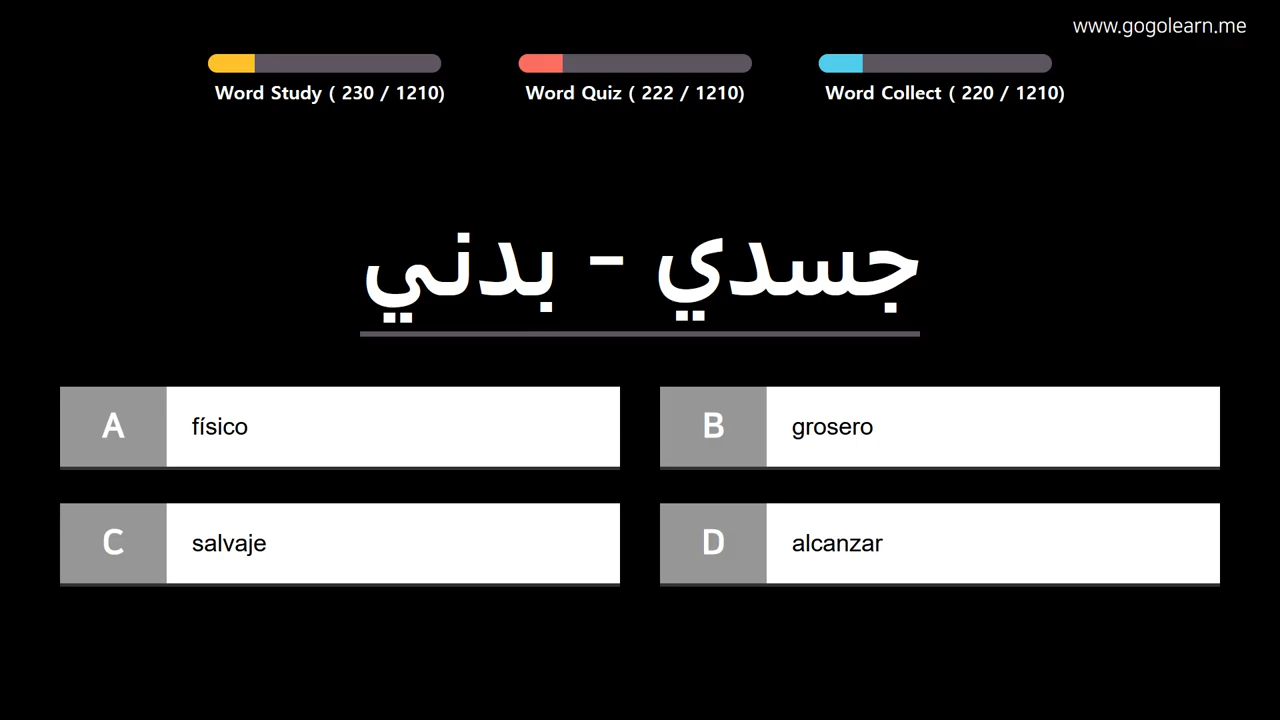 www.gogolearn.me
Word Study ( 230 / 1210)
Word Quiz ( 222 / 1210)
Word Collect ( 220 / 1210)
جسدي - بدني
A físico
B grosero
C salvaje
D alcanzar